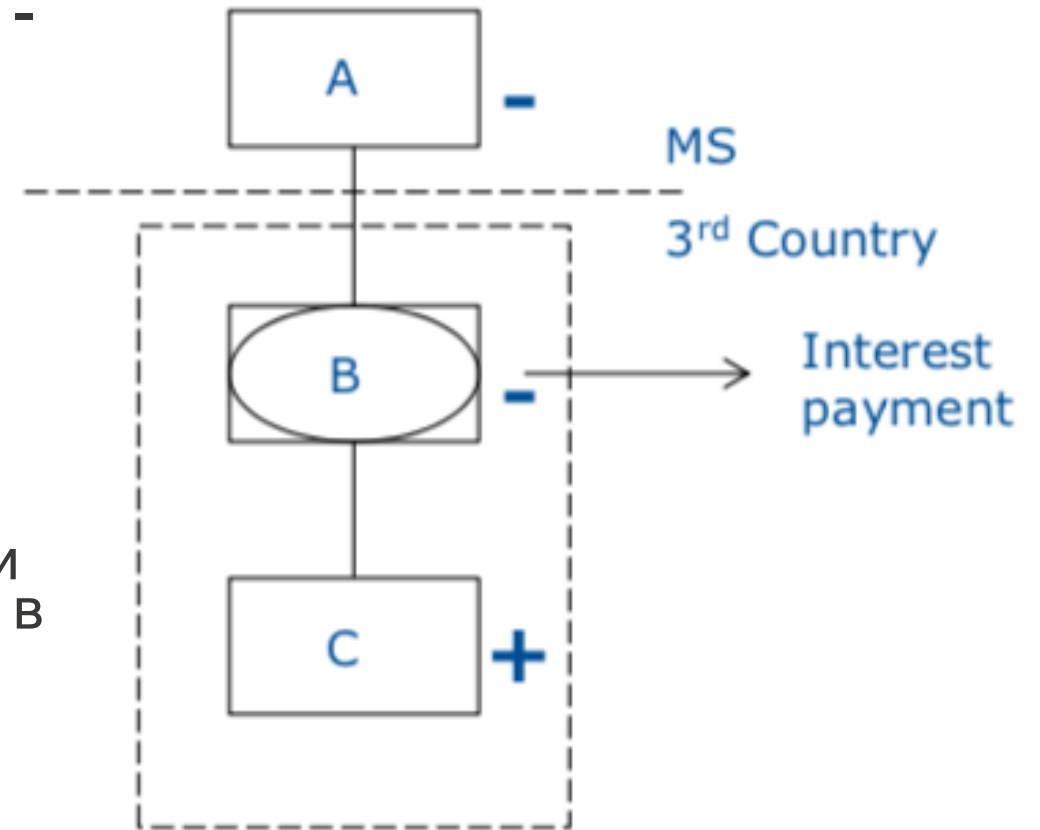 -
A
-
MS
3rd Country
B
-
Interest
payment
и
в
C
+